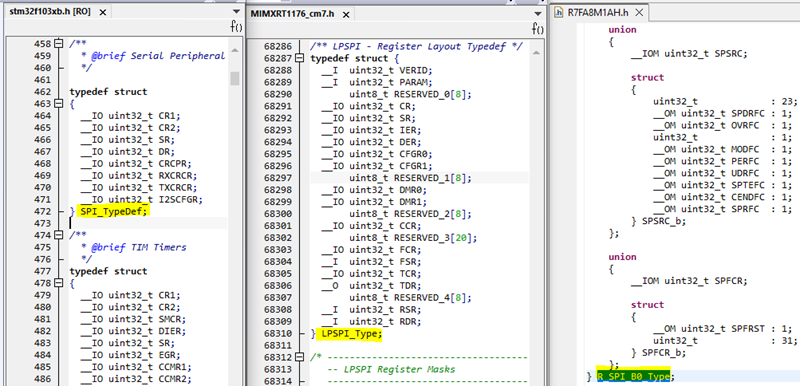 stm32f103xb.h [RO]
458 /**
459 * @brief Serial Peripheral
460 */
461
462 typedef struct
463 {
464 __IO uint32_t CR1;
465 __IO uint32_t CR2;
466 __IO uint32_t SR;
467 __IO uint32_t DR;
468 __IO uint32_t CRCPR;
469 __IO uint32_t RXCRCR;
470 __IO uint32_t TXCRCR;
471 __IO uint32_t I2SCFGR;
472 } SPI_TypeDef;
473
474 /**
475 * @brief TIM Timers
476 */
477 typedef struct
478 {
479 __IO uint32_t CR1;
480 __IO uint32_t CR2;
481 __IO uint32_t SMCR;
482 __IO uint32_t DIER;
483 __IO uint32_t SR;
484 __IO uint32_t EGR;
485 __IO uint32_t CCMR1;
486 __IO uint32_t CCMR2;
MIMXRT1176_cm7.h
68286 /** LPSPI - Register Layout Typedef */
68287 typedef struct {
68288 __I uint32_t VERID;
68289 __I uint32_t PARAM;
68290 uint8_t RESERVED_0[8];
68291 __IO uint32_t CR;
68292 __IO uint32_t SR;
68293 __IO uint32_t IER;
68294 __IO uint32_t DER;
68295 __IO uint32_t CFGR0;
68296 __IO uint32_t CFGR1;
68297 uint8_t RESERVED_1[8];
68298 __IO uint32_t DMR0;
68299 __IO uint32_t DMR1;
68300 uint8_t RESERVED_2[8];
68301 __IO uint32_t CCR;
68302 uint8_t RESERVED_3[20];
68303 __IO uint32_t FCR;
68304 __I uint32_t FSR;
68305 __IO uint32_t TCR;
68306 __O uint32_t TDR;
68307 uint8_t RESERVED_4[8];
68308 __I uint32_t RSR;
68309 __I uint32_t RDR;
68310 } LPSPI_Type;
68311
68312 /* ----------------------------------
68313 -- LPSPI Register Masks
68314 ----------------------------------
R7FA8M1AH.h
union
{
__IOM uint32_t SPSRC;
struct
{
uint32_t : 23;
__OM uint32_t SPDRFC : 1;
__OM uint32_t OVRFC : 1;
uint32_t : 1;
__OM uint32_t MODFC : 1;
__OM uint32_t PERFC : 1;
__OM uint32_t UDRFC : 1;
__OM uint32_t SPTEFC : 1;
__OM uint32_t CENDFC : 1;
__OM uint32_t SPRFC : 1;
} SPSRC_b;
};
union
{
__IOM uint32_t SPFCR;
struct
{
__OM uint32_t SPFRST : 1;
uint32_t : 31;
} SPFCR_b;
};
} R_SPI_B0_Type;